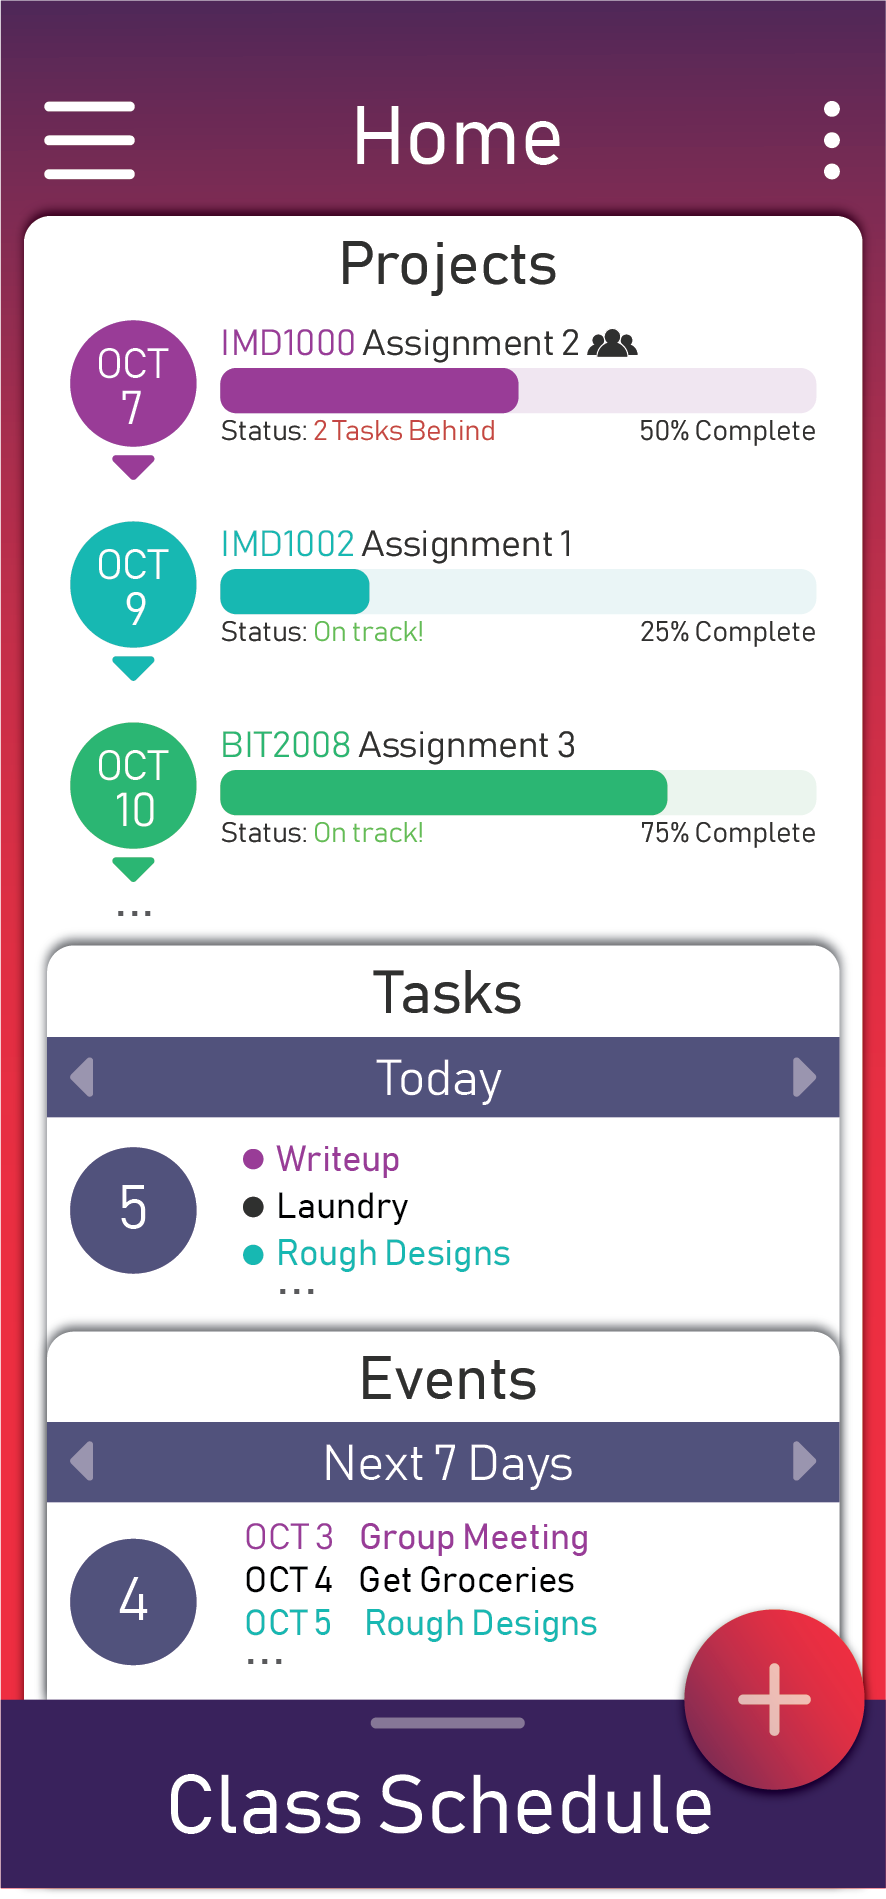 Home
Projects
OCT
7
IMD1000 Assignment 2
Status: 2 Tasks Behind 50% Complete
OCT
9
IMD1002 Assignment 1
Status: On track! 25% Complete
OCT
10
BIT2008 Assignment 3
Status: On track! 75% Complete
...
Tasks
Today
5
Writeup
Laundry
Rough Designs
...
Events
Next 7 Days
4
OCT 3 Group Meeting
OCT 4 Get Groceries
OCT 5 Rough Designs
...
Class Schedule